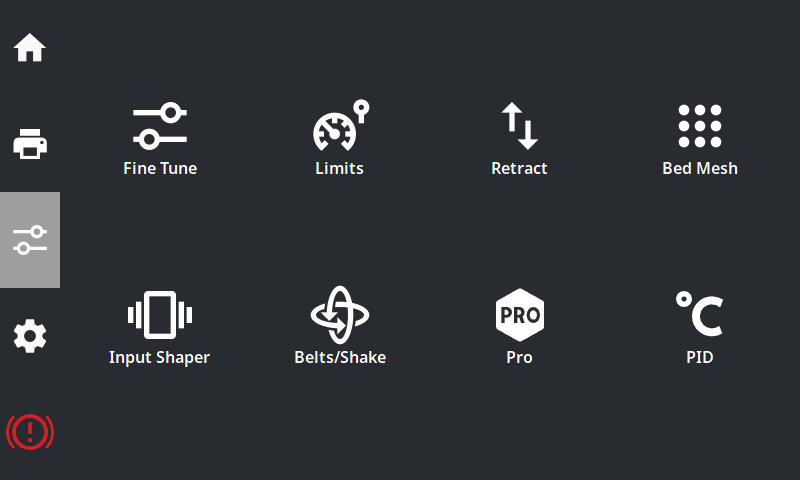 Fine Tune
Limits
Retract
Bed Mesh
Input Shaper
Belts/Shake
PRO
Pro
°C
PID